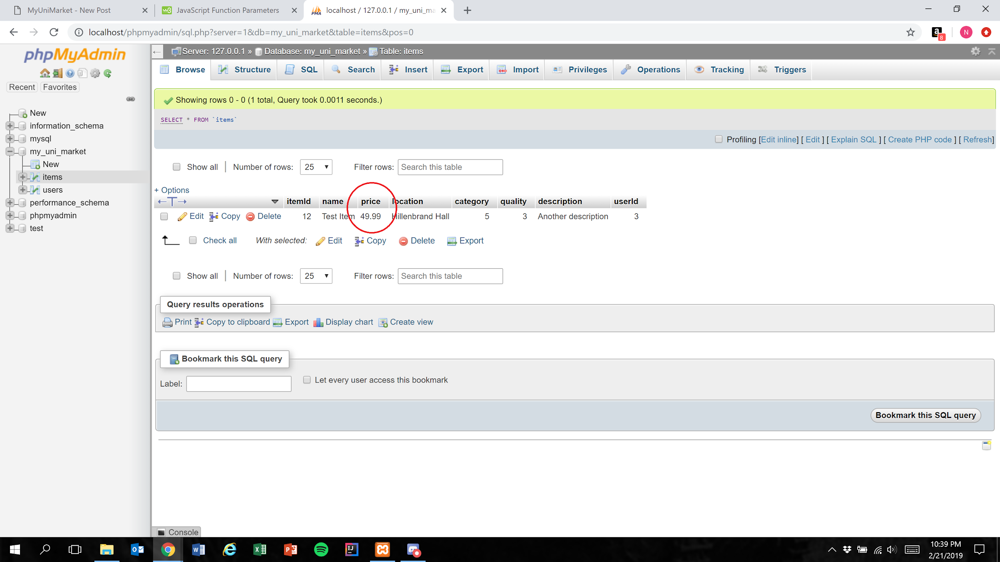 MyUniMarket - New Post
JavaScript Function Parameters
localhost / 127.0.0.1 / my_uni_ma
localhost/phpmyadmin/sql.php?server=1&db=my_uni_market&table=items&pos=0
8
N
phpMyAdmin
Recent Favorites
New
information_schema
mysql
my_uni_market
New
items
users
performance_schema
phpmyadmin
test
Server: 127.0.0.1 » Database: my_uni_market » Table: items
Browse Structure SQL Search Insert Export Import Privileges Operations Tracking Triggers
Showing rows 0 - 0 (1 total, Query took 0.0011 seconds.)
SELECT * FROM `items`
Profiling [Edit inline] [ Edit ] [ Explain SQL ] [ Create PHP code ] [ Refresh]
Show all | Number of rows: 25 Filter rows: Search this table
+ Options
←T→ itemId name price location category quality description userId
Edit Copy Delete 12 Test Item 49.99 Hillenbrand Hall 5 3 Another description 3
Check all With selected: Edit Copy Delete Export
Show all | Number of rows: 25 Filter rows: Search this table
Query results operations
Print Copy to clipboard Export Display chart Create view
Bookmark this SQL query
Label: Let every user access this bookmark
Bookmark this SQL query
Console
10:39 PM
2/21/2019